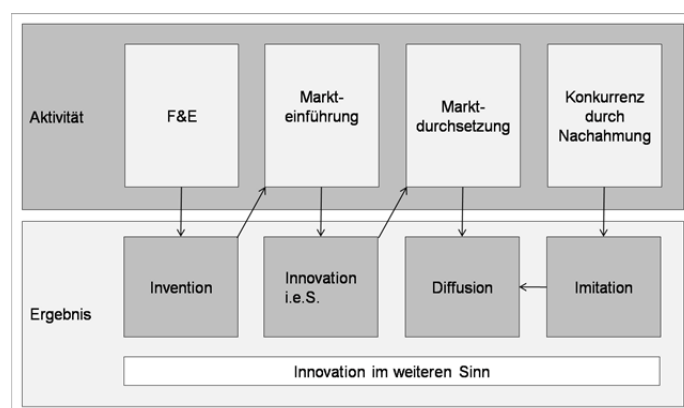 Aktivität
F&E
Markt-
einführung
Markt-
durchsetzung
Konkurrenz
durch
Nachahmung
Ergebnis
Invention
Innovation
i.e.S.
Diffusion
Imitation
Innovation im weiteren Sinn